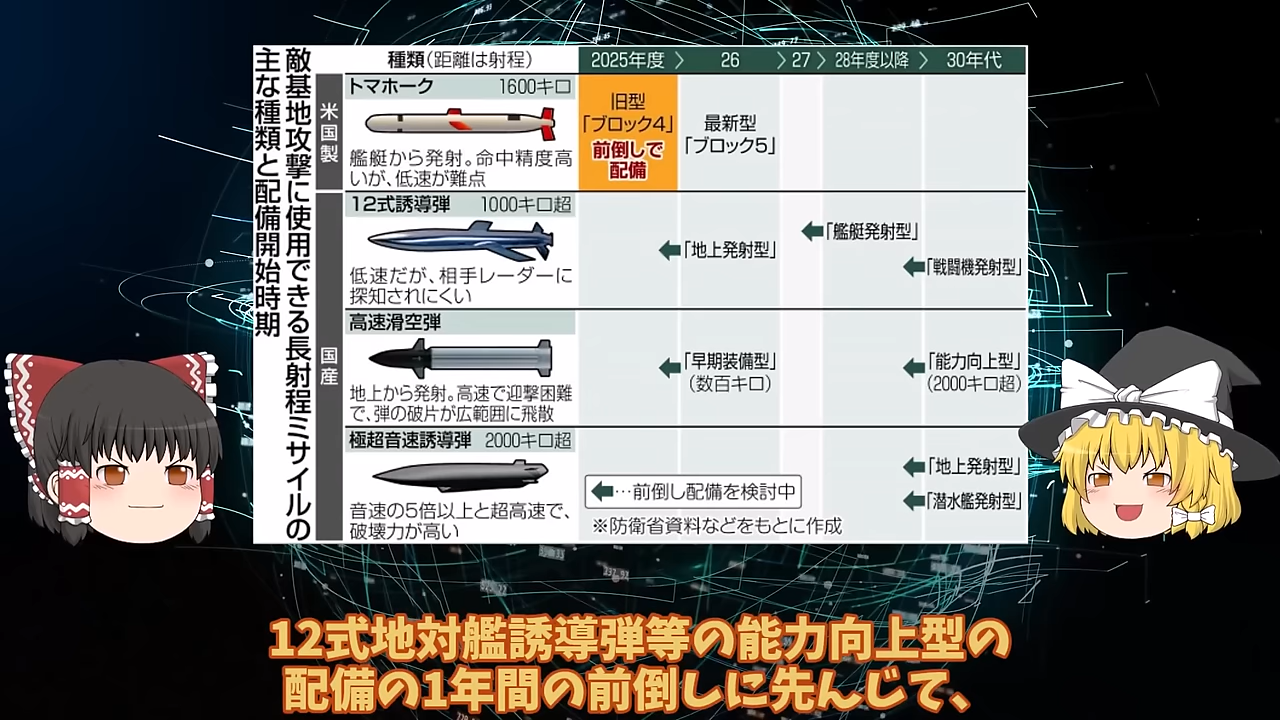 敵基地攻撃に使用できる長射程ミサイルの
主な種類と配備開始時期
種類(距離は射程)
2025年度
26
27
28年度以降
30年代
米国製
トマホーク 1600キロ
艦艇から発射。命中精度高
いが、低速が難点
旧型
「ブロック4」
前倒しで
配備
最新型
「ブロック5」
国産
12式誘導弾 1000キロ超
低速だが、相手レーダーに
探知されにくい
「地上発射型」
「艦艇発射型」
「戦闘機発射型」
高速滑空弾
地上から発射。高速で迎撃困難
で、弾の破片が広範囲に飛散
「早期装備型」
(数百キロ)
「能力向上型」
(2000キロ超)
極超音速誘導弾 2000キロ超
音速の5倍以上と超高速で、
破壊力が高い
「地上発射型」
「潜水艦発射型」
←…前倒し配備を検討中
※防衛省資料などをもとに作成
12式地対艦誘導弾等の能力向上型の
配備の1年間の前倒しに先んじて、